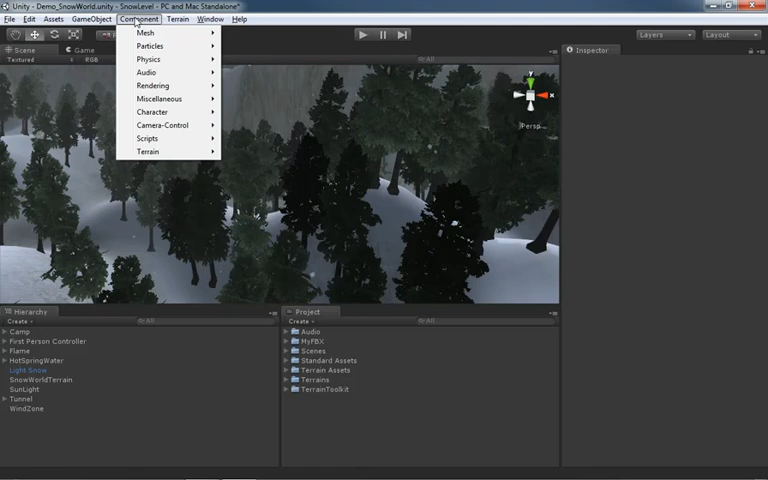 Unity - Demo_SnowWorld.unity - SnowLevel - PC and Mac Standalone*
File Edit Assets GameObject Component Terrain Window Help
Layers Layout
Scene Game Inspector
Textured RGB All
Mesh
Particles
Physics
Audio
Rendering
Miscellaneous
Character
Camera-Control
Scripts
Terrain
y
x
Persp
Hierarchy
Create All
Camp
First Person Controller
Flame
HotSpringWater
Light Snow
SnowWorldTerrain
SunLight
Tunnel
WindZone
Project
Create All
Audio
MyFBX
Scenes
Standard Assets
Terrain Assets
Terrains
TerrainToolkit